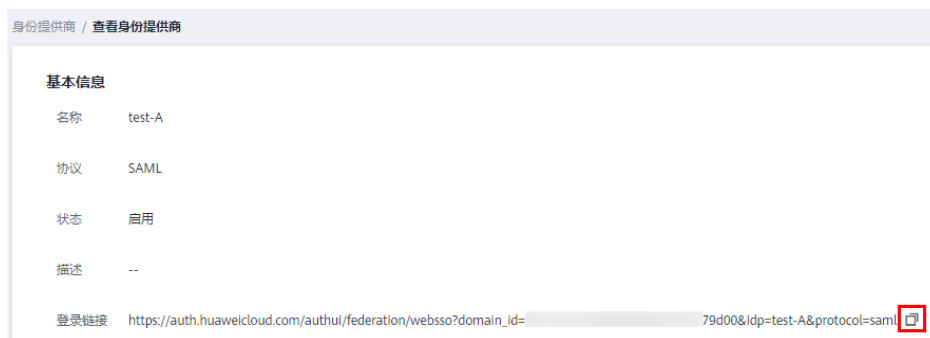 身份提供商 / 查看身份提供商
基本信息
名称 test-A
协议 SAML
状态 启用
描述 --
登录链接 https://auth.huaweicloud.com/authui/federation/websso?domain_id= 79d00&idp=test-A&protocol=saml